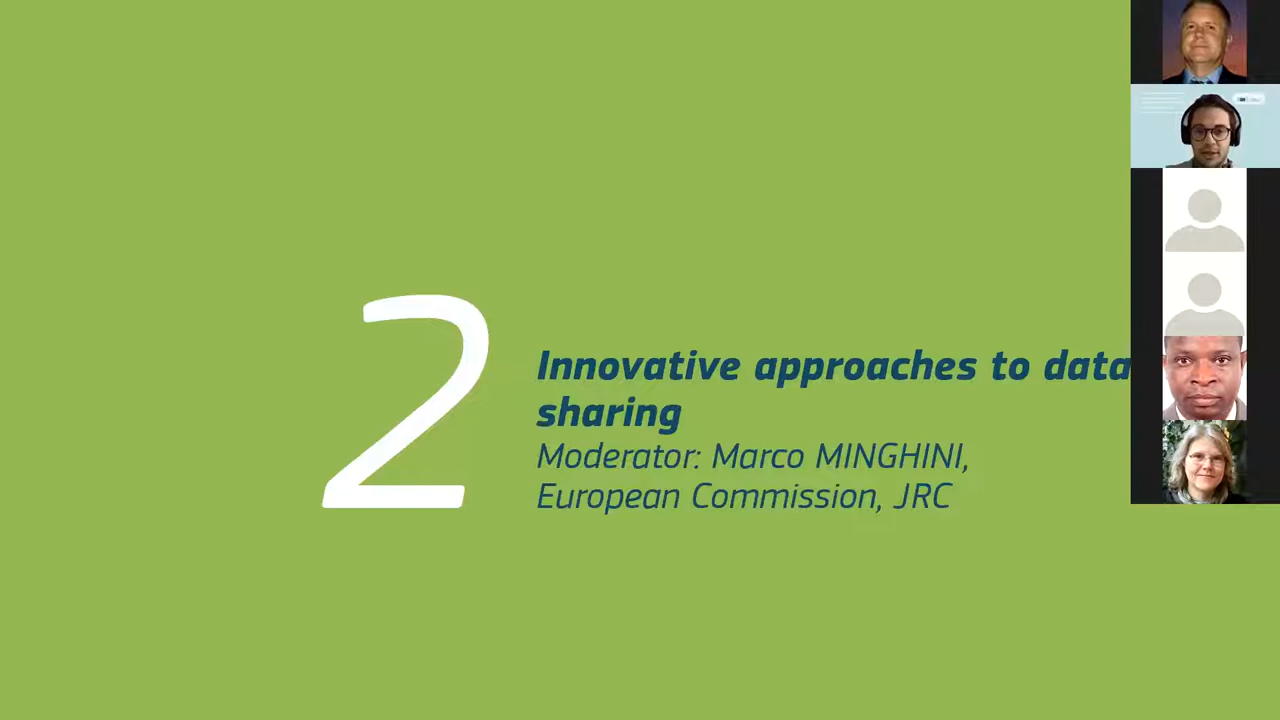 2
Innovative approaches to data
sharing
Moderator: Marco MINGHINI,
European Commission, JRC